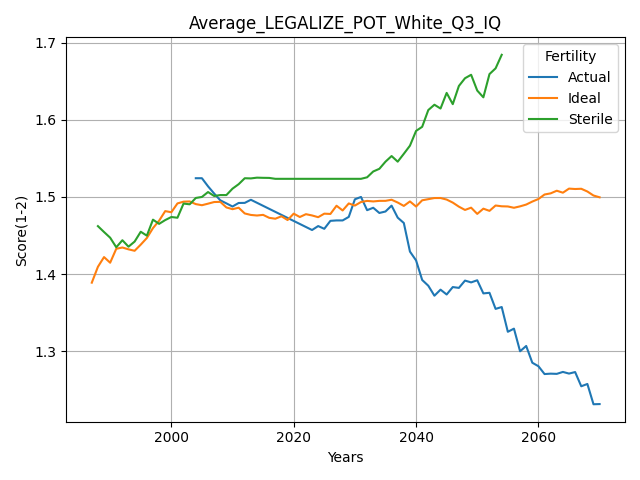 Average_LEGALIZE_POT_White_Q3_IQ
Score(1-2)
1.7
1.6
1.5
1.4
1.3
Fertility
Actual
Ideal
Sterile
2000
2020
2040
2060
Years